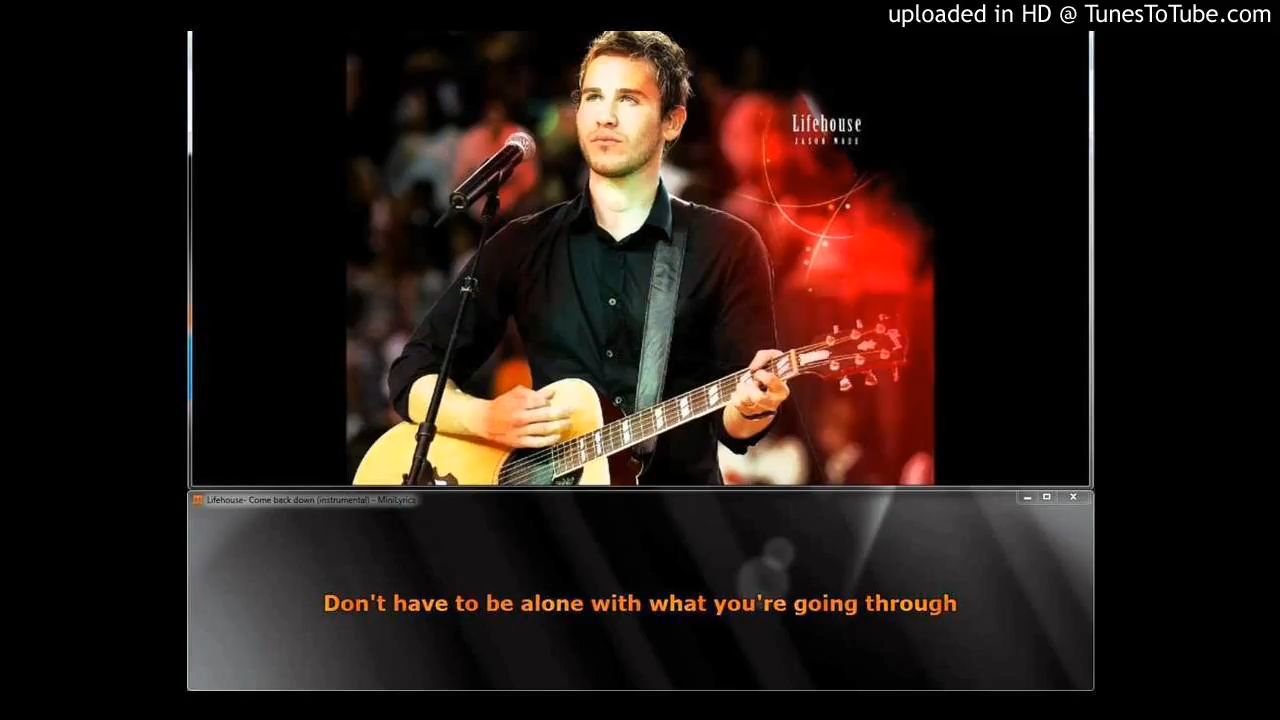 uploaded in HD @ TunesToTube.com
Lifehouse
JASON WADE
Lifehouse- Come back down (instrumental) - MiniLyrics
Don't have to be alone with what you're going through